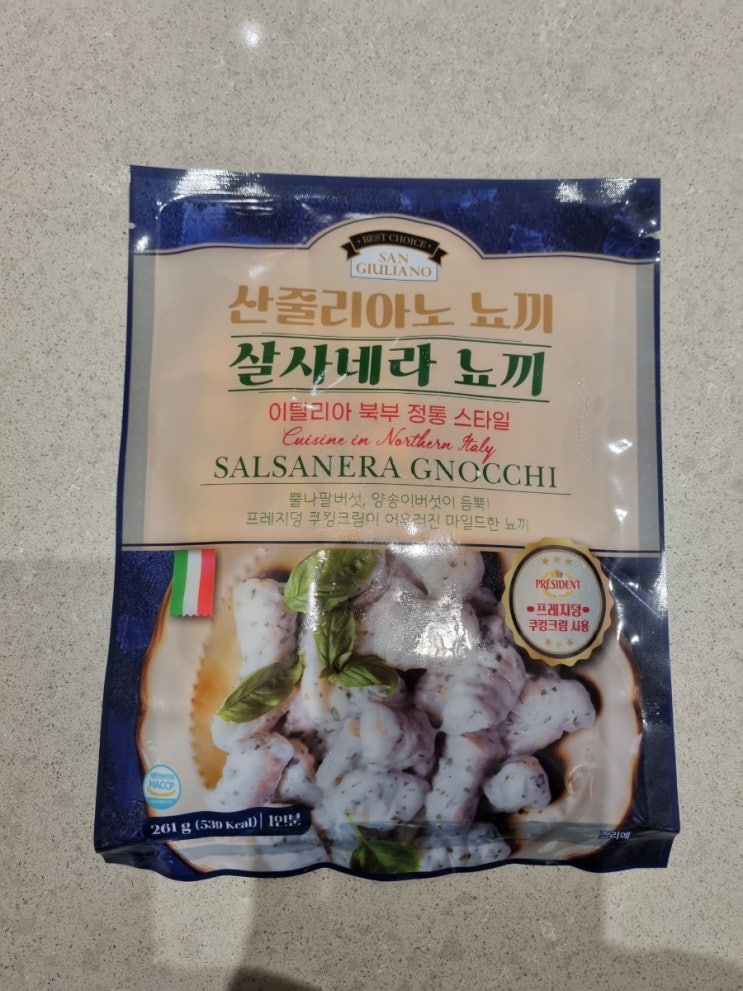 BEST CHOICE
SAN
GIULIANO
산줄리아노 뇨끼
살사네라 뇨끼
이탈리아 북부 정통 스타일
Cuisine in Northern Italy
SALSANERA GNOCCHI
뿔나팔버섯, 양송이버섯이 듬뿍!
프레지덩 쿠킹크림이 어우러진 마일드한 뇨끼
PRÉSIDENT
프레지덩
쿠킹크림 사용
HACCP
261 g (539 Kcal) | 1인분
조리예